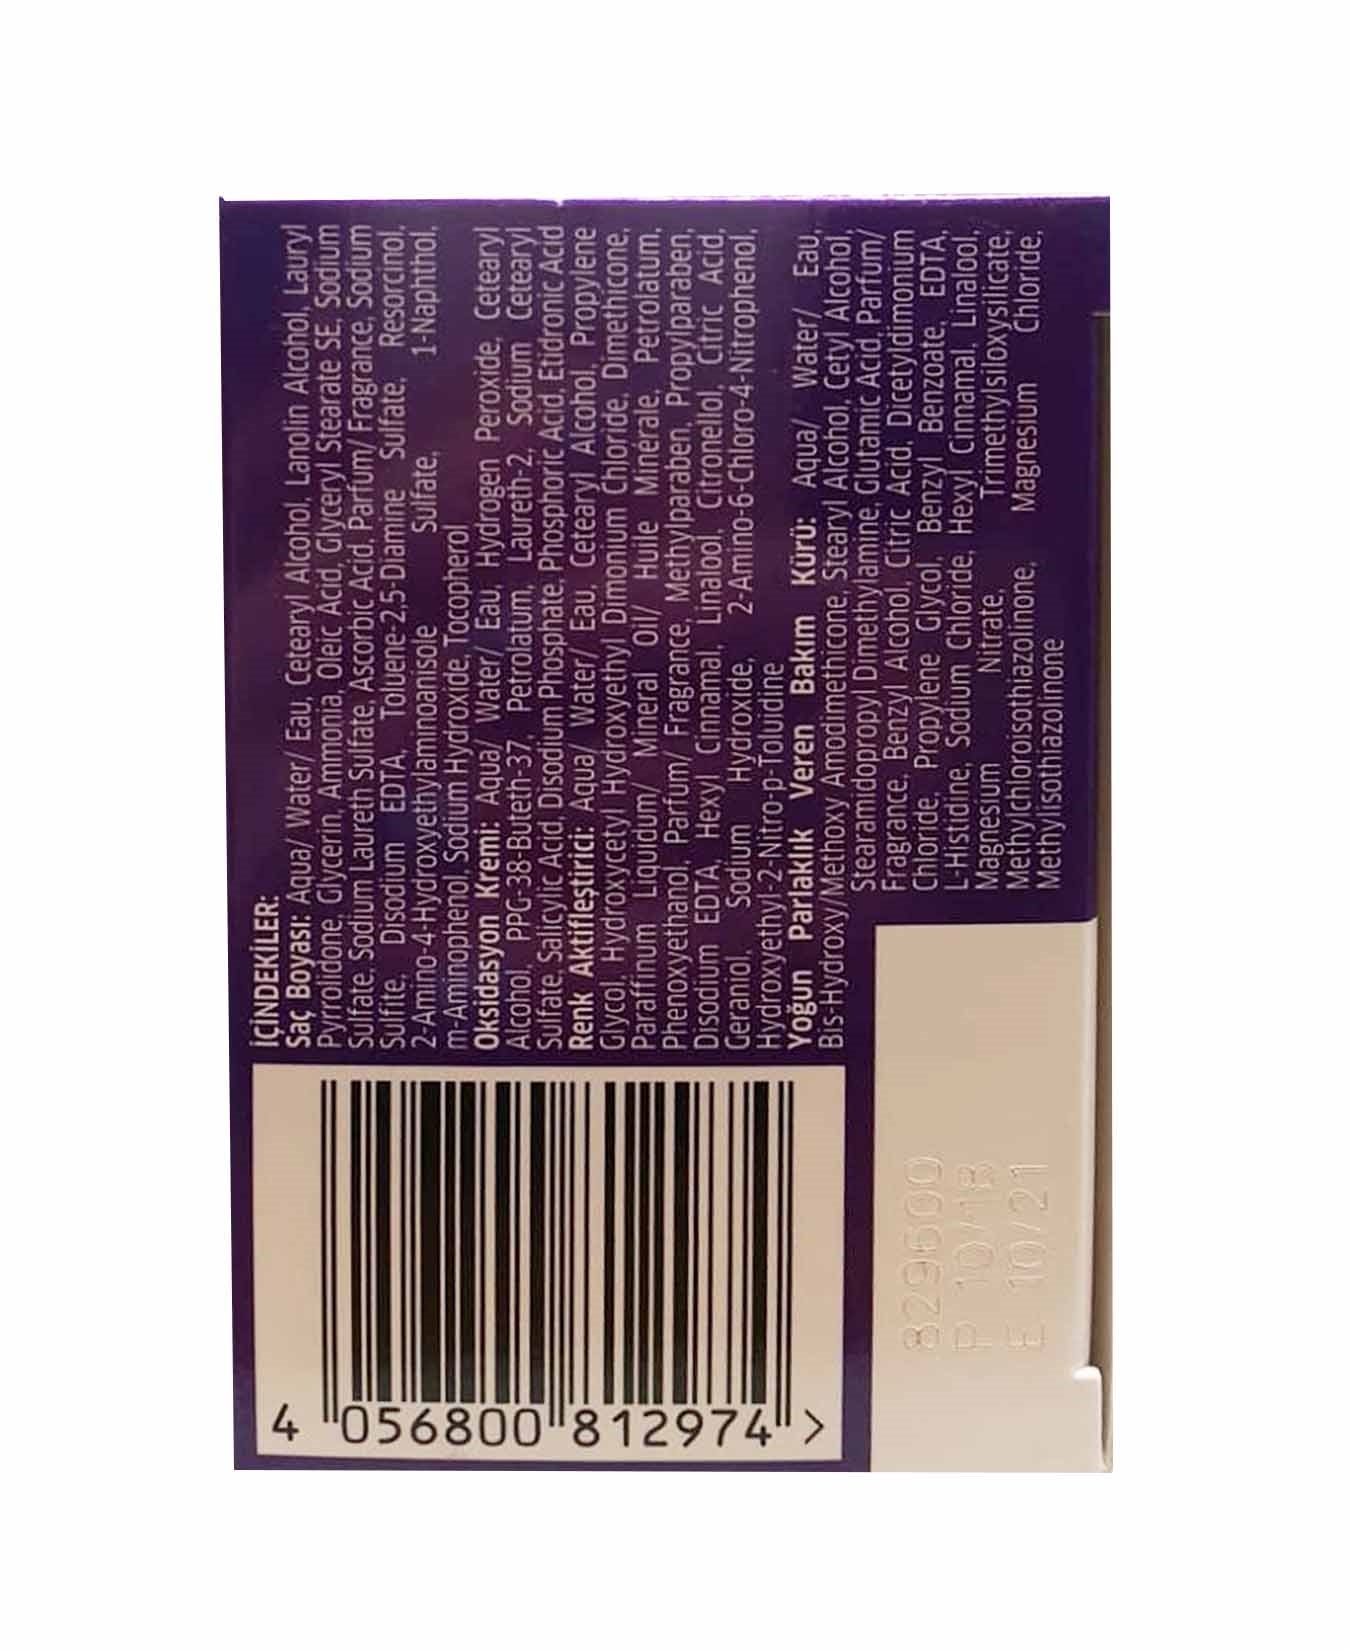 İÇİNDEKİLER:
Saç Boyası: Aqua/ Water/ Eau, Cetearyl Alcohol, Lanolin Alcohol, Lauryl
Pyrrolidone, Glycerin, Ammonia, Oleic Acid, Glyceryl Stearate SE, Sodium
Sulfate, Sodium Laureth Sulfate, Ascorbic Acid, Parfum/ Fragrance, Sodium
Sulfite, Disodium EDTA, Toluene-2,5-Diamine Sulfate, Resorcinol,
2-Amino-4-Hydroxyethylaminoanisole Sulfate, 1-Naphthol,
m-Aminophenol, Sodium Hydroxide, Tocopherol
Oksidasyon Kremi: Aqua/ Water/ Eau, Hydrogen Peroxide, Cetearyl
Alcohol, PPG-38-Buteth-37, Petrolatum, Laureth-2, Sodium Cetearyl
Sulfate, Salicylic Acid, Disodium Phosphate, Phosphoric Acid, Etidronic Acid
Renk Aktifleştirici: Aqua/ Water/ Eau, Cetearyl Alcohol, Propylene
Glycol, Hydroxycetyl Hydroxyethyl Dimonium Chloride, Dimethicone,
Paraffinum Liquidum/ Mineral Oil/ Huile Minérale, Petrolatum,
Phenoxyethanol, Parfum/ Fragrance, Methylparaben, Propylparaben,
Disodium EDTA, Hexyl Cinnamal, Linalool, Citronellol, Citric Acid,
Geraniol, Sodium Hydroxide, 2-Amino-6-Chloro-4-Nitrophenol,
Hydroxyethyl-2-Nitro-p-Toluidine
Yoğun Parlaklık Veren Bakım Kürü: Aqua/ Water/ Eau,
Bis-Hydroxy/Methoxy Amodimethicone, Stearyl Alcohol, Cetyl Alcohol,
Stearamidopropyl Dimethylamine, Glutamic Acid, Parfum/
Fragrance, Benzyl Alcohol, Citric Acid, Dicetyldimonium
Chloride, Propylene Glycol, Benzyl Benzoate, EDTA,
L-Histidine, Sodium Chloride, Hexyl Cinnamal, Linalool,
Magnesium Nitrate, Trimethylsiloxysilicate,
Methylchloroisothiazolinone, Magnesium Chloride,
Methylisothiazolinone
4 056800 812974 >
829600
P 10/18
E 10/21